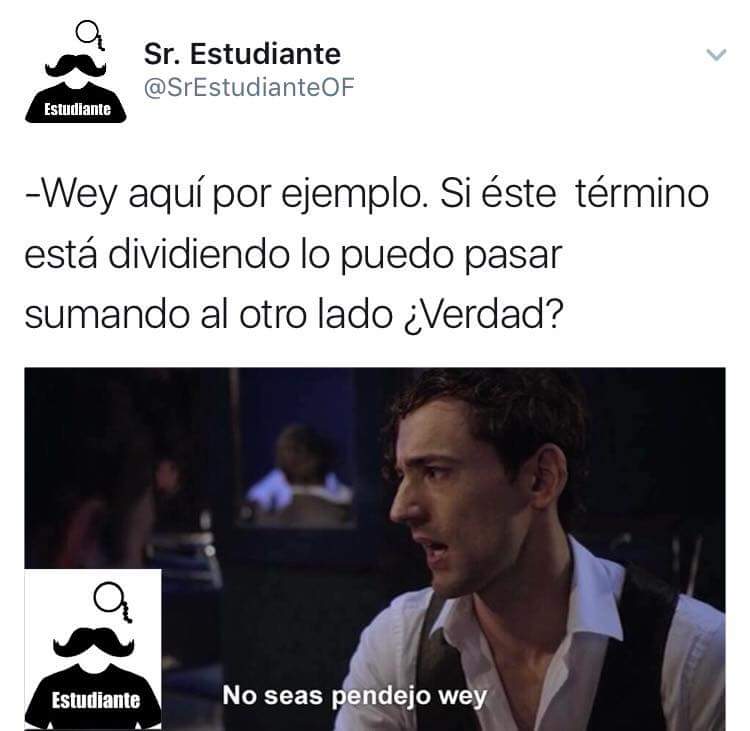 Estudiante
Sr. Estudiante
@SrEstudianteOF
-Wey aquí por ejemplo. Si éste  término
está dividiendo lo puedo pasar
sumando al otro lado ¿Verdad?
Estudiante
No seas pendejo wey